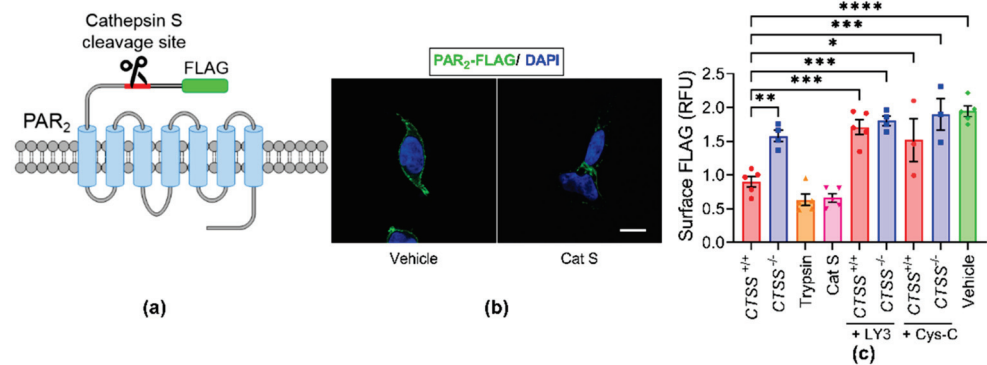 (a)
Cathepsin S
cleavage site
FLAG
PAR2
PAR2-FLAG/ DAPI
Vehicle
Cat S
(b)
****
***
*
***
***
**
Surface FLAG (RFU)
2.5
2.0
1.5
1.0
0.5
0.0
CTSS+/+
CTSS-/-
Trypsin
Cat S
CTSS+/+
CTSS-/-
CTSS+/+
CTSS-/-
Vehicle
+ LY3
+ Cys-C
(a)
(c)